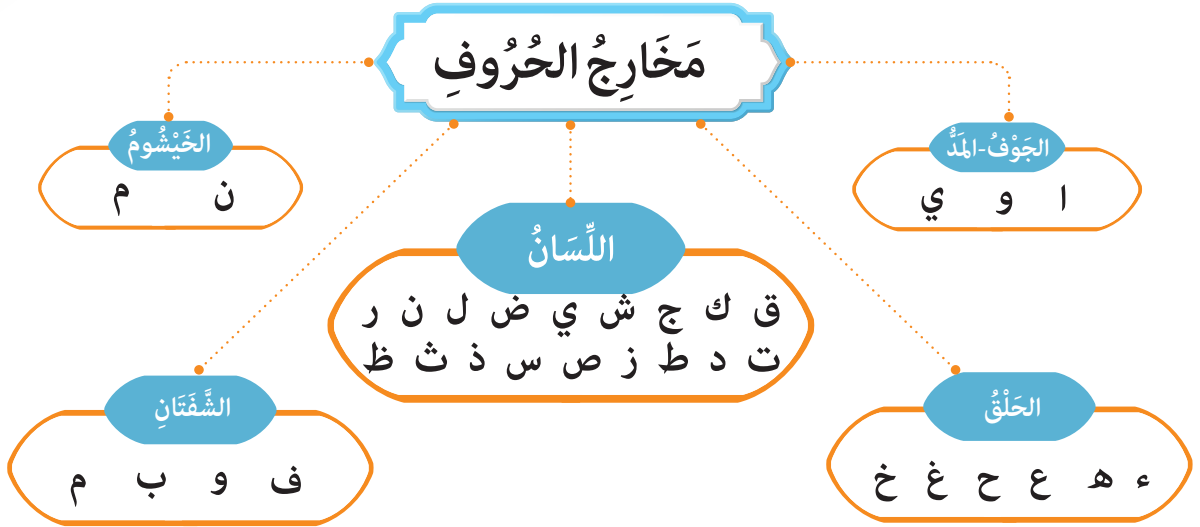 مَخَارِجُ الحُرُوفِ
الجَوْفُ-المَدُّ
ا و ي
الحَلْقُ
ء ه ع ح غ خ
اللِّسَانُ
ق ك ج ش ي ض ل ن ر
ت د ط ز ص س ذ ث ظ
الشَّفَتَانِ
ف و ب م
الخَيْشُومُ
ن م